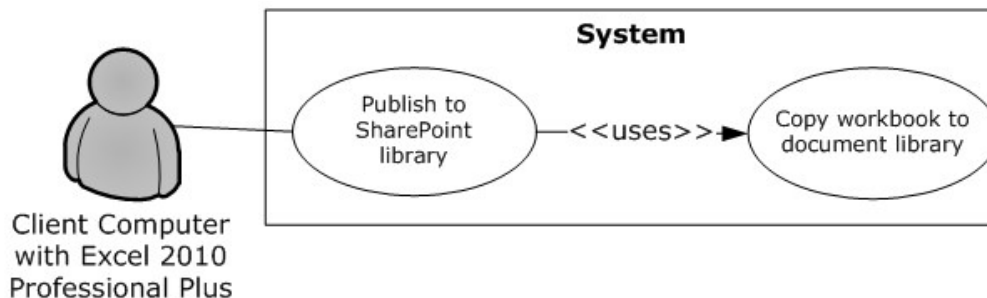 System
Publish to
SharePoint
library
<<uses>>
Copy workbook to
document library
Client Computer
with Excel 2010
Professional Plus